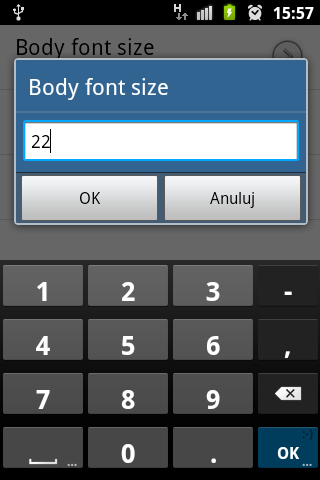 H 15:57
Body font size
Body font size
22
OK Anuluj
1 2 3 -
4 5 6 ,
7 8 9
... 0 . :-) OK ...